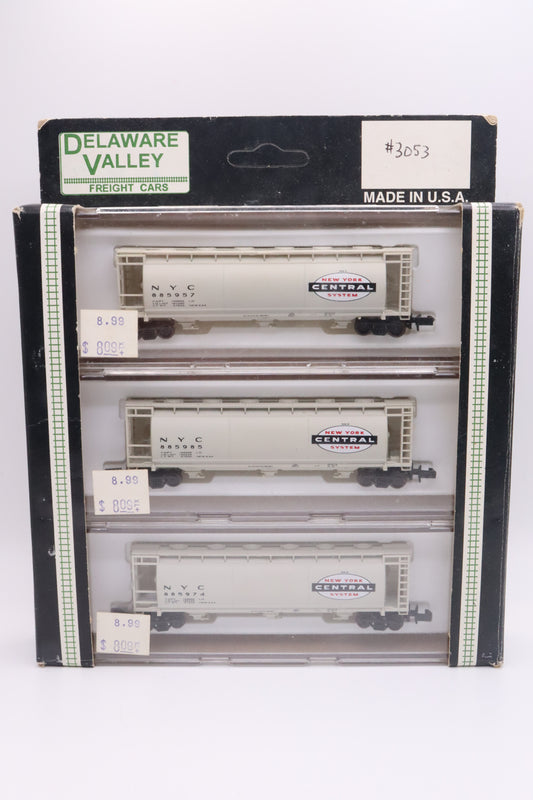 DELAWARE
VALLEY
FREIGHT CARS
#3053
MADE IN U.S.A.
NYC
885957
NEW YORK
CENTRAL
SYSTEM
8.99
NYC
885985
NEW YORK
CENTRAL
SYSTEM
8.99
NYC
885974
NEW YORK
CENTRAL
SYSTEM
8.99